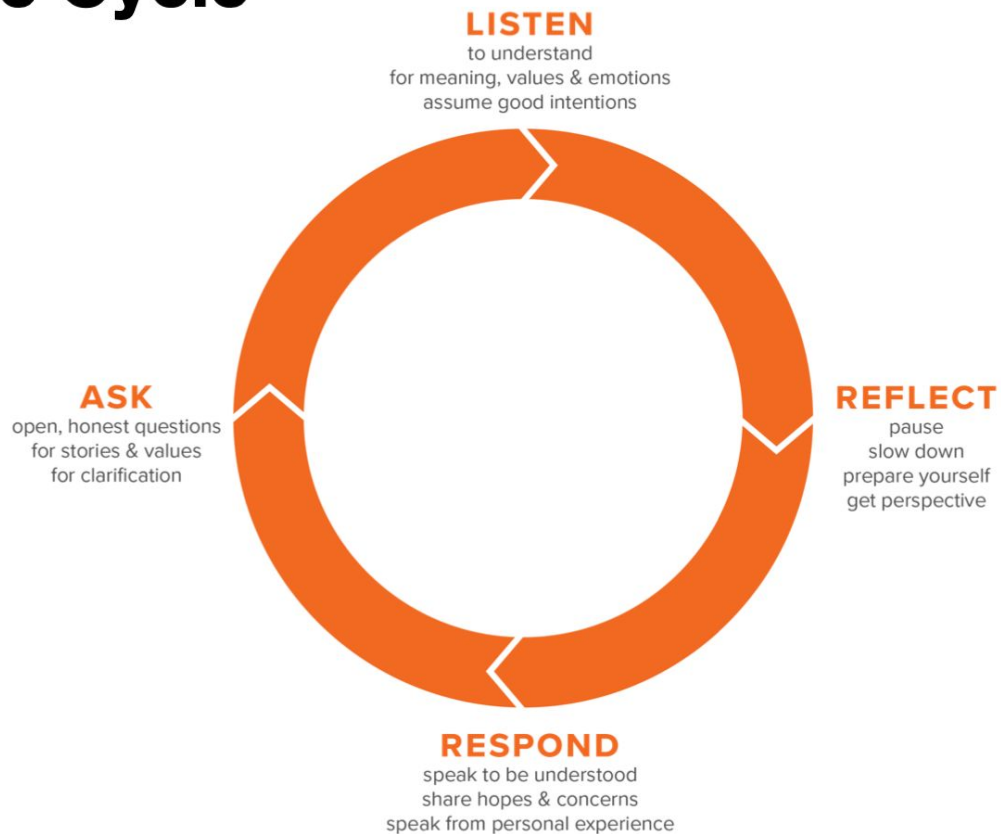 Cycle
LISTEN
to understand
for meaning, values & emotions
assume good intentions
REFLECT
pause
slow down
prepare yourself
get perspective
RESPOND
speak to be understood
share hopes & concerns
speak from personal experience
ASK
open, honest questions
for stories & values
for clarification